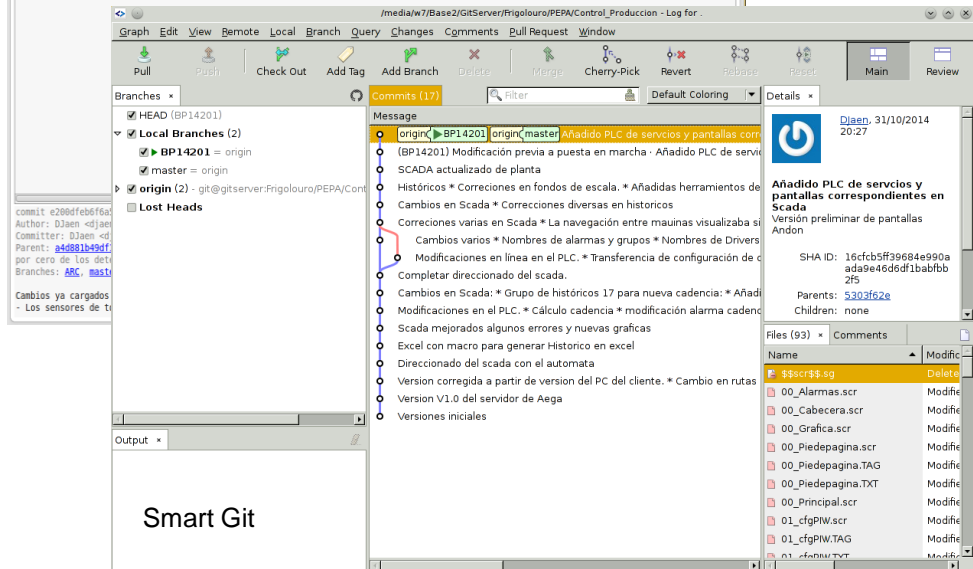 /media/w7/Base2/GitServer/Frigolouro/PEPA/Control_Produccion - Log for .
Graph Edit View Remote Local Branch Query Changes Comments Pull Request Window
Pull Push Check Out Add Tag Add Branch Delete Merge Cherry-Pick Revert Rebase Reset Main Review
Branches
HEAD (BP14201)
Local Branches (2)
BP14201 = origin
master = origin
origin (2) - git@gitserver:Frigolouro/PEPA/Cont
Lost Heads
commit e200dfeb6f6a5
Author: DJaen <djaen
Committer: DJaen <dj
Parent: a4d881b49df
por cero de los dete
Branches: ARC, maste
Cambios ya cargados
- Los sensores de te
Output
Smart Git
Commits (17) Filter Default Coloring
Message
origin BP14201 origin master Añadido PLC de servcios y pantallas corr
(BP14201) Modificación previa a puesta en marcha · Añadido PLC de servic
SCADA actualizado de planta
Históricos * Correciones en fondos de escala. * Añadidas herramientos de
Cambios en Scada * Correcciones diversas en historicos
Correciones varias en Scada * La navegación entre mauinas visualizaba si
Cambios varios * Nombres de alarmas y grupos * Nombres de Drivers
Modificaciones en línea en el PLC. * Transferencia de configuración de c
Completar direccionado del scada.
Cambios en Scada: * Grupo de históricos 17 para nueva cadencia: * Añadi
Modificaciones en el PLC. * Cálculo cadencia * modificación alarma cadenc
Scada mejorados algunos errores y nuevas graficas
Excel con macro para generar Historico en excel
Direccionado del scada con el automata
Version corregida a partir de version del PC del cliente. * Cambio en rutas
Version V1.0 del servidor de Aega
Versiones iniciales
Details
DJaen, 31/10/2014
20:27
Añadido PLC de servcios y
pantallas correspondientes en
Scada
Versión preliminar de pantallas
Andon
SHA ID: 16cfcb5ff39684e990a
ada9e46d6df1babfbb
2f5
Parents: 5303f62e
Children: none
Files (93) Comments
Name Modific
$$scr$$.sg Delete
00_Alarmas.scr Modifie
00_Cabecera.scr Modifie
00_Grafica.scr Modifie
00_Piedepagina.scr Modifie
00_Piedepagina.TAG Modifie
00_Piedepagina.TXT Modifie
00_Principal.scr Modifie
01_cfgPIW.scr Modifie
01_cfgPIW.TAG Modifie
01_cfgPIW.TXT Modifie